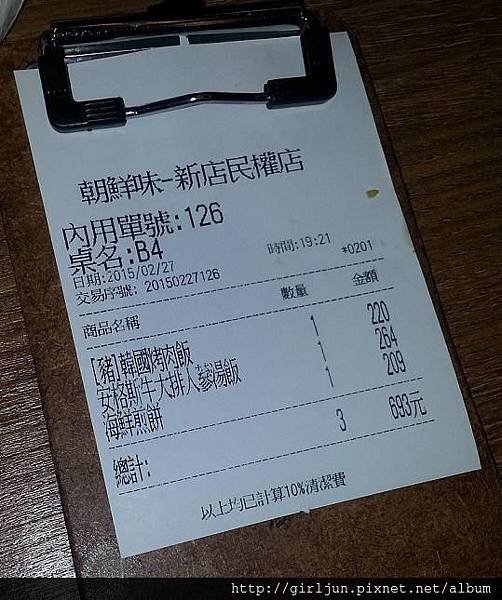 朝鮮味-新店民權店
內用單號:126
桌名:B4
日期:2015/02/27 時間:19:21 *0201
交易序號: 20150227126
商品名稱 數量 金額
[豬]韓國烤肉飯 1 220
安格斯牛大排人蔘湯飯 1 264
海鮮煎餅 1 209
總計: 3 693元
以上均已計算10%清潔費
http://girljun.pixnet.net/album